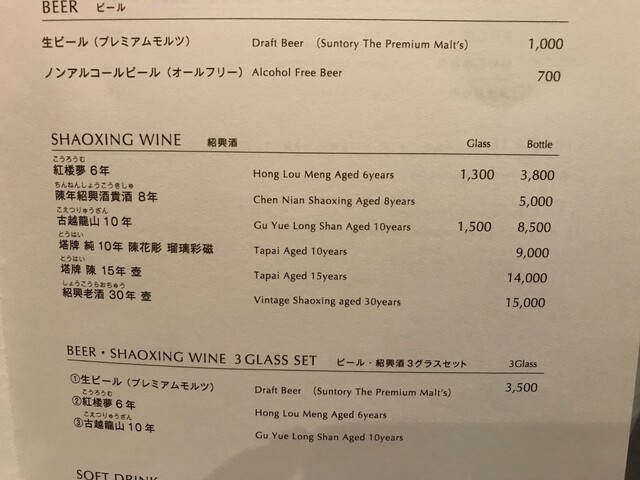 BEER ビール
生ビール（プレミアムモルツ） Draft Beer （Suntory The Premium Malt's） 1,000
ノンアルコールビール（オールフリー） Alcohol Free Beer 700
SHAOXING WINE 紹興酒 Glass Bottle
こうろうむ
紅楼夢 6年 Hong Lou Meng Aged 6years 1,300 3,800
ちんねんしょうこうきしゅ
陳年紹興酒貴酒 8年 Chen Nian Shaoxing Aged 8years 5,000
こえつりゅうざん
古越龍山 10年 Gu Yue Long Shan Aged 10years 1,500 8,500
とうはい
塔牌 純 10年 陳花彫 瑠璃彩磁 Tapai Aged 10years 9,000
とうはい
塔牌 陳 15年 壺 Tapai Aged 15years 14,000
しょうこうらおちゅう
紹興老酒 30年 壺 Vintage Shaoxing aged 30years 15,000
BEER・SHAOXING WINE 3 GLASS SET ビール・紹興酒3グラスセット 3Glass
①生ビール（プレミアムモルツ） Draft Beer （Suntory The Premium Malt's） 3,500
こうろうむ
②紅楼夢 6年 Hong Lou Meng Aged 6years
こえつりゅうざん
③古越龍山 10年 Gu Yue Long Shan Aged 10years
SOFT DRINK